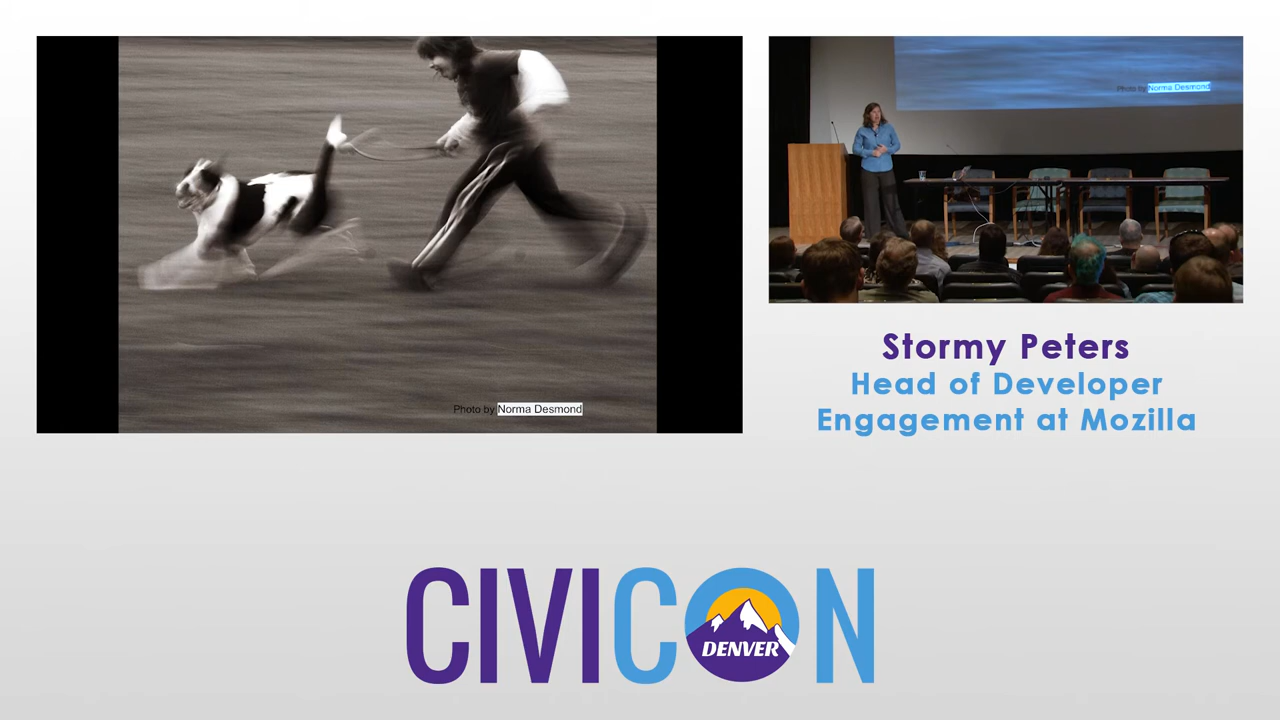 Photo by Norma Desmond
Photo by Norma Desmond
Stormy Peters
Head of Developer
Engagement at Mozilla
CIVICON
DENVER